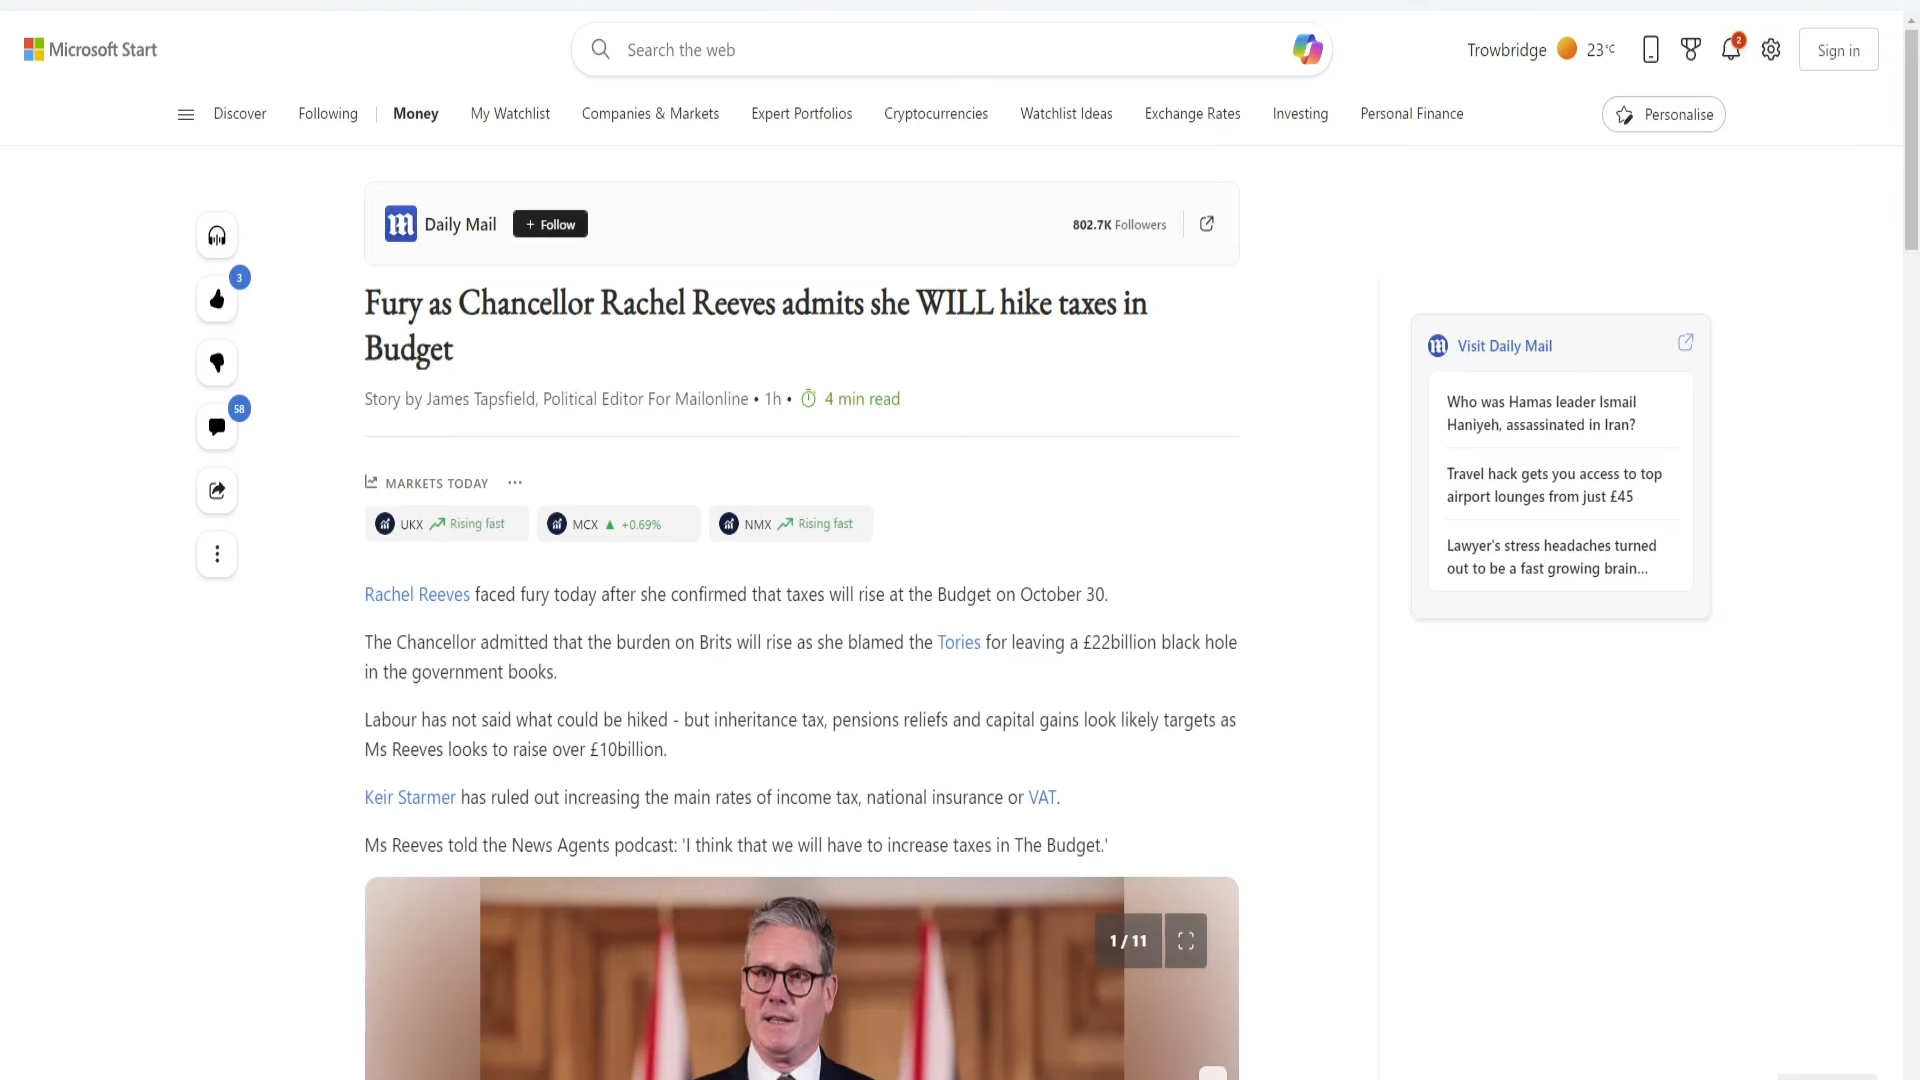 Microsoft Start
Search the web
Trowbridge 23°C
2
Sign in
Discover Following Money My Watchlist Companies & Markets Expert Portfolios Cryptocurrencies Watchlist Ideas Exchange Rates Investing Personal Finance
Personalise
m Daily Mail + Follow
802.7K Followers
3
58
Fury as Chancellor Rachel Reeves admits she WILL hike taxes in
Budget
Story by James Tapsfield, Political Editor For Mailonline • 1h • 4 min read
MARKETS TODAY ...
UKX Rising fast MCX ▲ +0.69% NMX Rising fast
Rachel Reeves faced fury today after she confirmed that taxes will rise at the Budget on October 30.
The Chancellor admitted that the burden on Brits will rise as she blamed the Tories for leaving a £22billion black hole
in the government books.
Labour has not said what could be hiked - but inheritance tax, pensions reliefs and capital gains look likely targets as
Ms Reeves looks to raise over £10billion.
Keir Starmer has ruled out increasing the main rates of income tax, national insurance or VAT.
Ms Reeves told the News Agents podcast: 'I think that we will have to increase taxes in The Budget.'
1 / 11
m Visit Daily Mail
Who was Hamas leader Ismail
Haniyeh, assassinated in Iran?
Travel hack gets you access to top
airport lounges from just £45
Lawyer's stress headaches turned
out to be a fast growing brain...